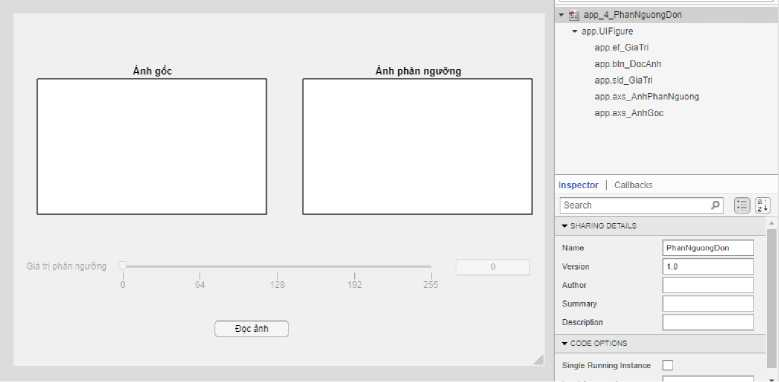 app_4_PhanNguongDon
app.UIFigure
app.ef_GiaTri
app.btn_DocAnh
app.sld_GiaTri
app.axs_AnhPhanNguong
app.axs_AnhGoc
Ảnh gốc
Ảnh phân ngưỡng
Giá trị phân ngưỡng
0
64
128
192
255
0
Đọc ảnh
Inspector | Callbacks
Search
SHARING DETAILS
Name PhanNguongDon
Version 1.0
Author
Summary
Description
CODE OPTIONS
Single Running Instance